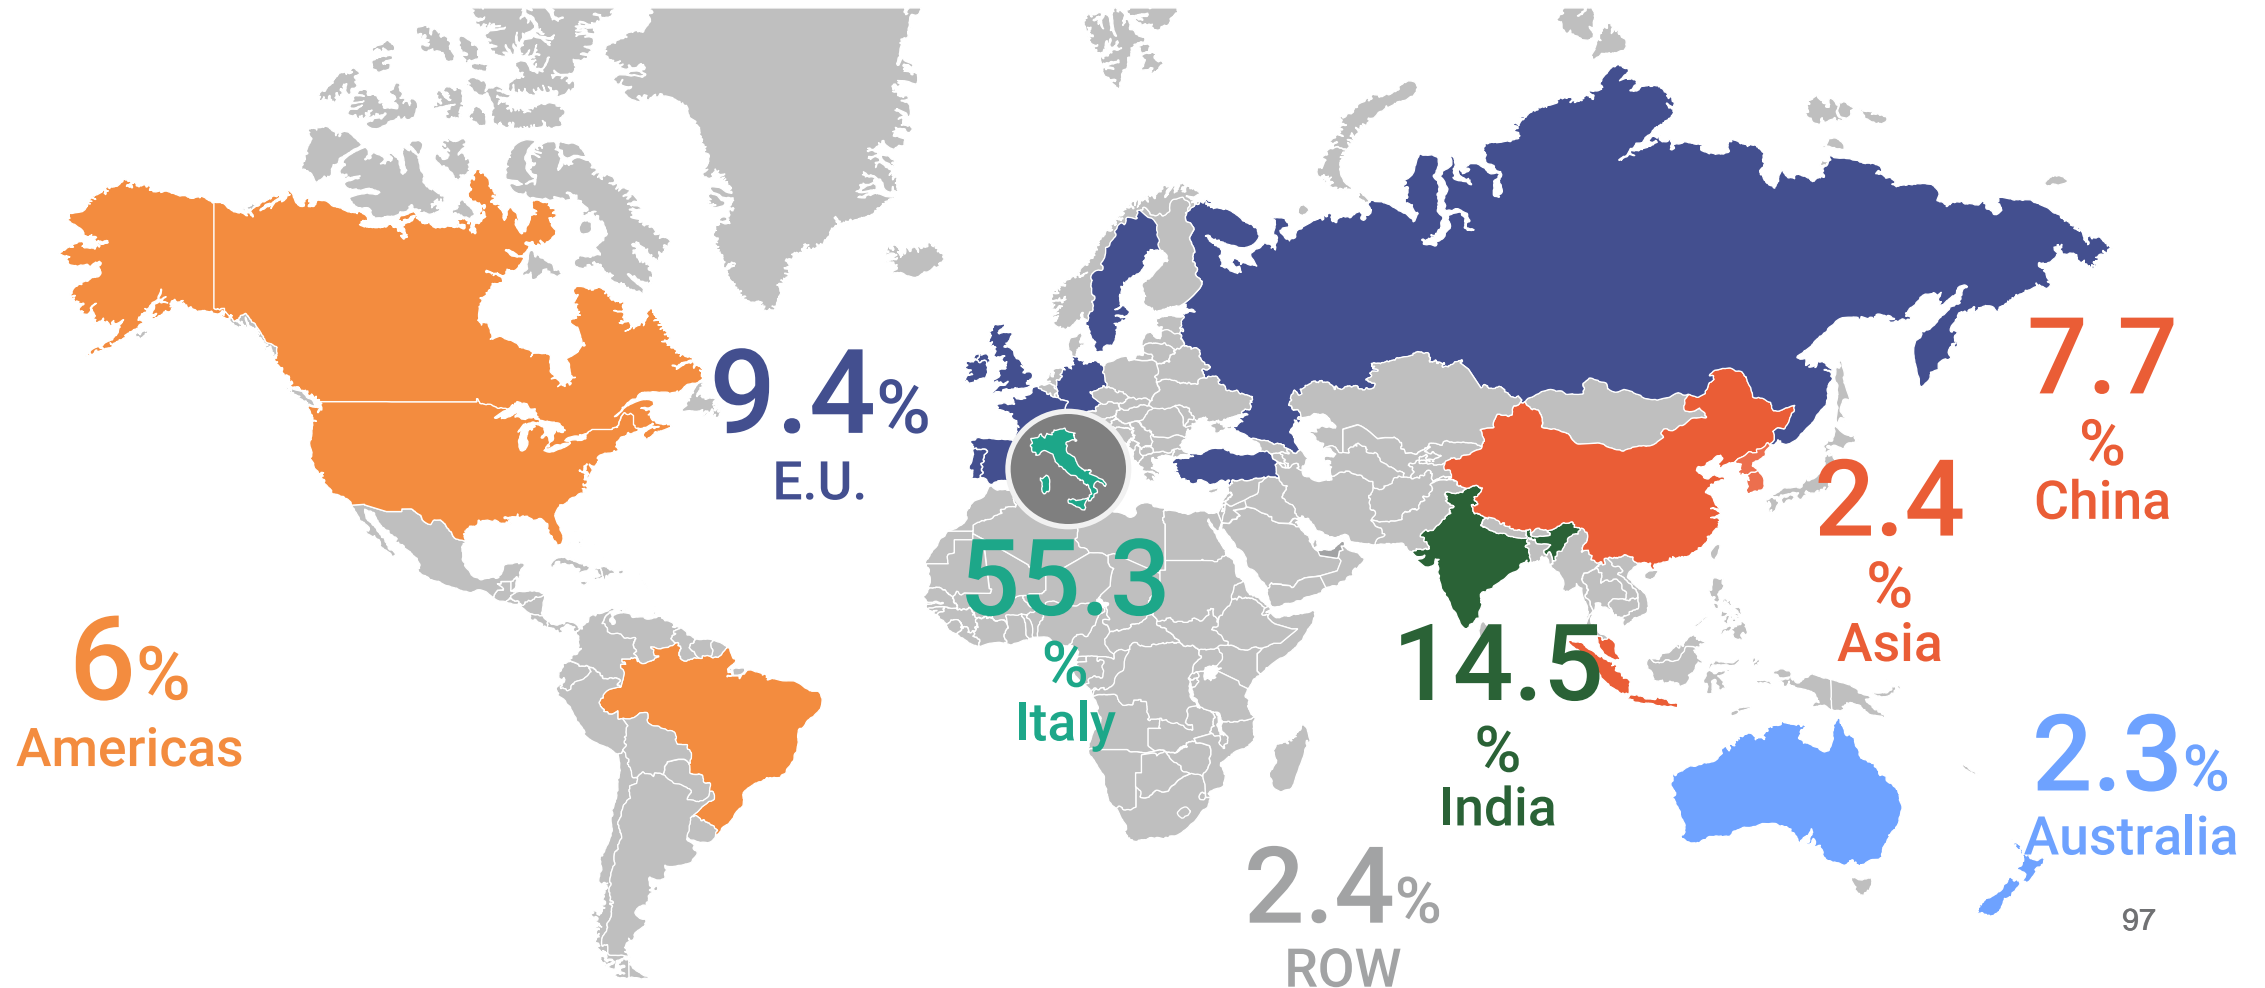 9.4%
E.U.
7.7
%
China
2.4
%
Asia
55.3
%
Italy
6%
Americas
14.5
%
India
2.3%
Australia
2.4%
ROW
97